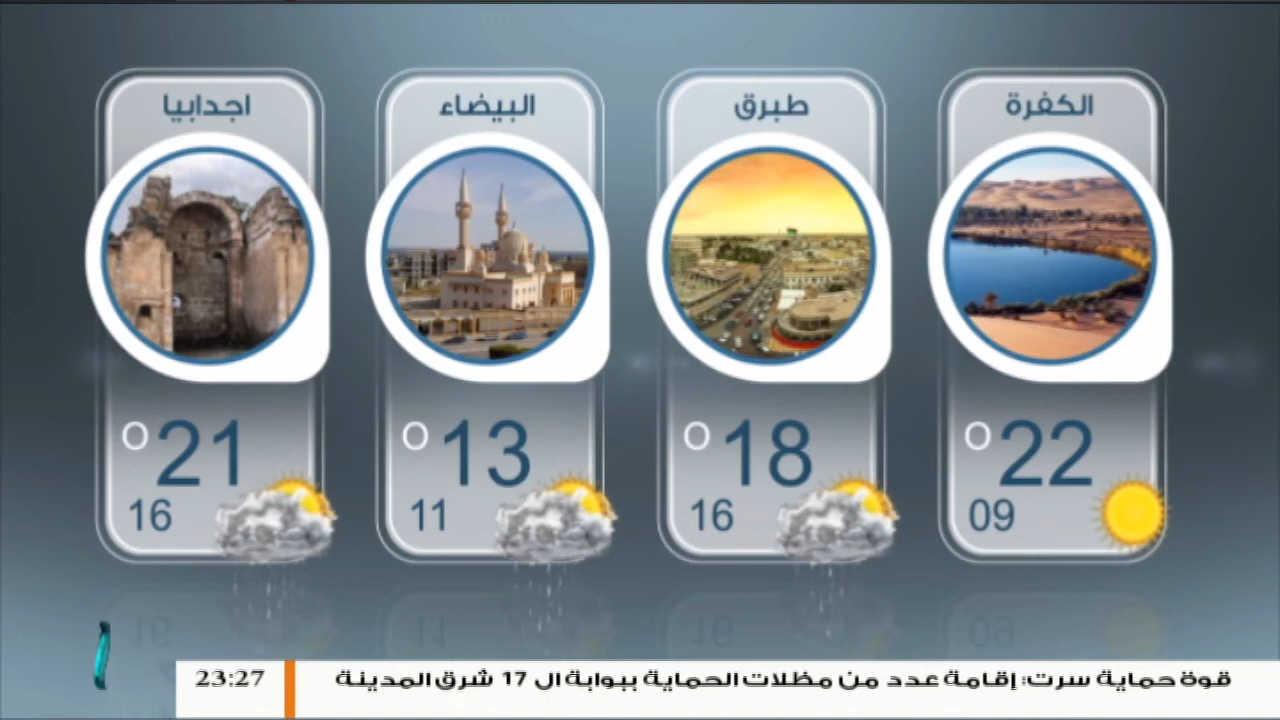 الكفرة
22
09
طبرق
18
16
البيضاء
13
11
اجدابيا
21
16
قوة حماية سرت: إقامة عدد من مظلات الحماية ببوابة ال 17 شرق المدينة
23:27